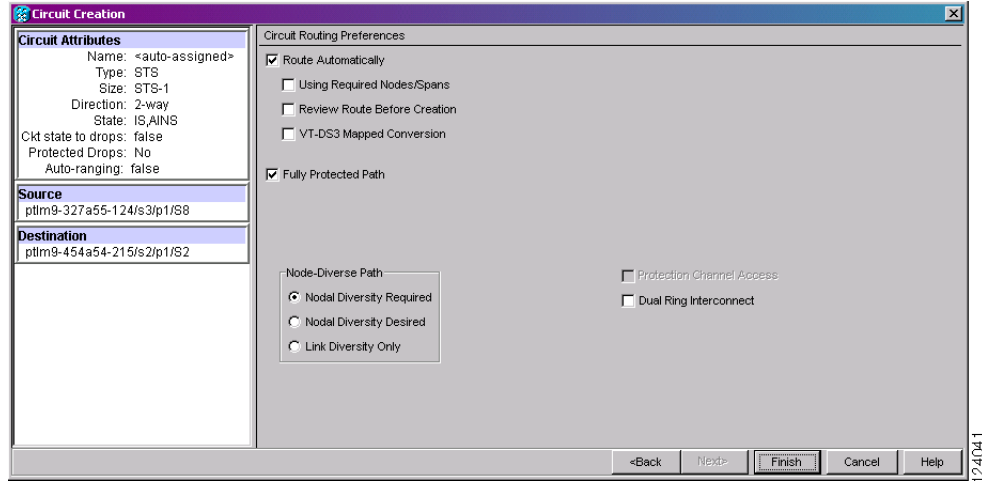 Circuit Creation
Circuit Attributes
Name: <auto-assigned>
Type: STS
Size: STS-1
Direction: 2-way
State: IS,AINS
Ckt state to drops: false
Protected Drops: No
Auto-ranging: false
Source
ptlm9-327a55-124/s3/p1/S8
Destination
ptlm9-454a54-215/s2/p1/S2
Circuit Routing Preferences
Route Automatically
Using Required Nodes/Spans
Review Route Before Creation
VT-DS3 Mapped Conversion
Fully Protected Path
Node-Diverse Path
Nodal Diversity Required
Nodal Diversity Desired
Link Diversity Only
Protection Channel Access
Dual Ring Interconnect
<Back
Next>
Finish
Cancel
Help
124041